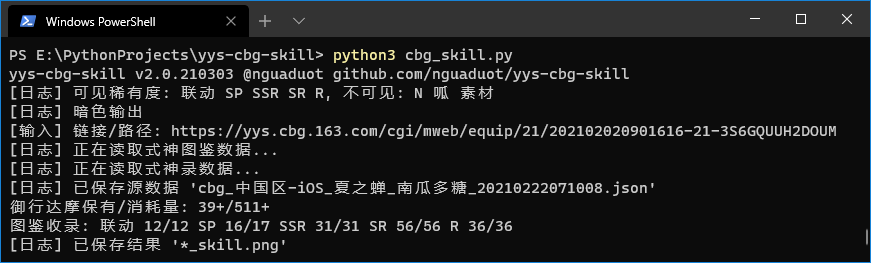 Windows PowerShell
PS E:\PythonProjects\yys-cbg-skill> python3 cbg_skill.py
yys-cbg-skill v2.0.210303 @nguaduot github.com/nguaduot/yys-cbg-skill
[日志] 可见稀有度: 联动 SP SSR SR R, 不可见: N 呱 素材
[日志] 暗色输出
[输入] 链接/路径: https://yys.cbg.163.com/cgi/mweb/equip/21/202102020901616-21-3S6GQUUH2DOUM
[日志] 正在读取式神图鉴数据...
[日志] 正在读取式神录数据...
[日志] 已保存源数据 'cbg_中国区-iOS_夏之蝉_南瓜多糖_20210222071008.json'
御行达摩保有/消耗量: 39+/511+
图鉴收录: 联动 12/12 SP 16/17 SSR 31/31 SR 56/56 R 36/36
[日志] 已保存结果 '*_skill.png'